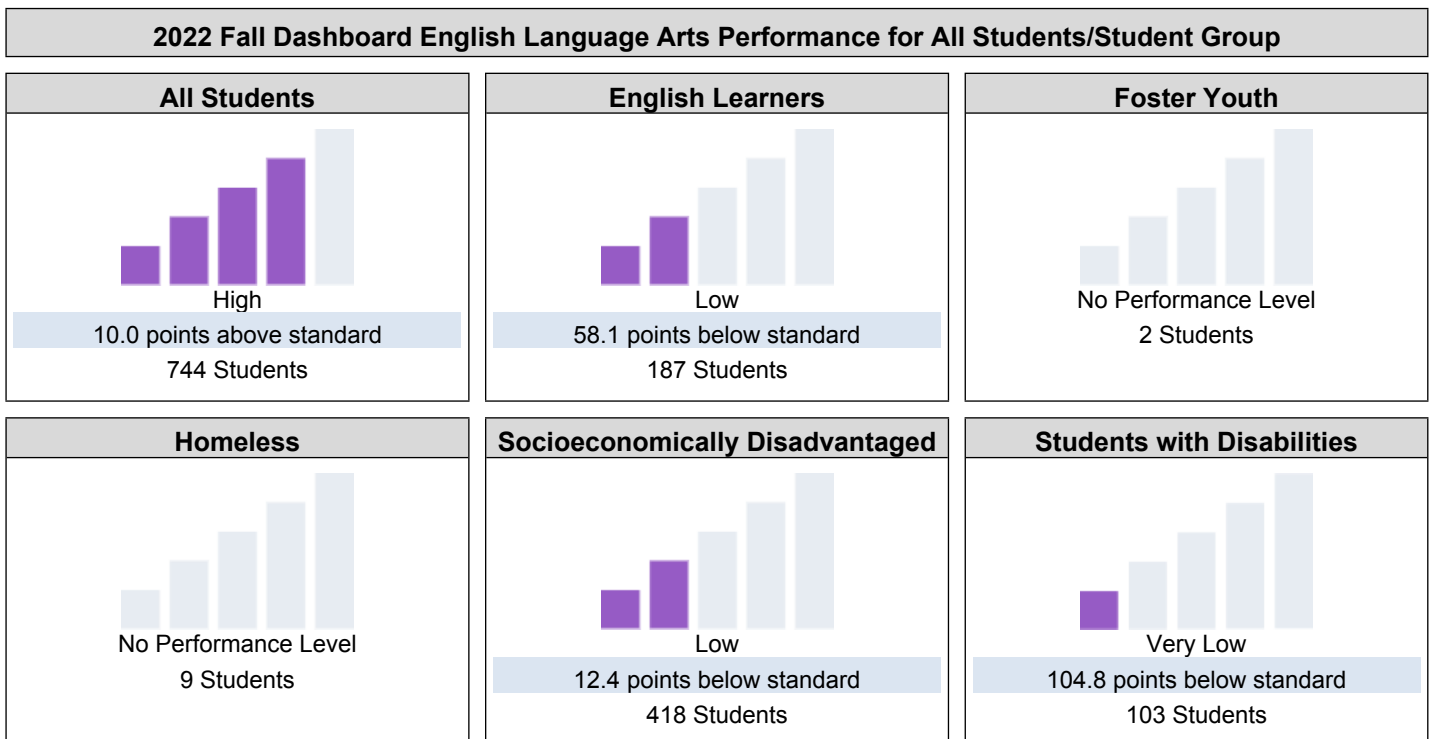 2022 Fall Dashboard English Language Arts Performance for All Students/Student Group
All Students
High
10.0 points above standard
744 Students
English Learners
Low
58.1 points below standard
187 Students
Foster Youth
No Performance Level
2 Students
Homeless
No Performance Level
9 Students
Socioeconomically Disadvantaged
Low
12.4 points below standard
418 Students
Students with Disabilities
Very Low
104.8 points below standard
103 Students